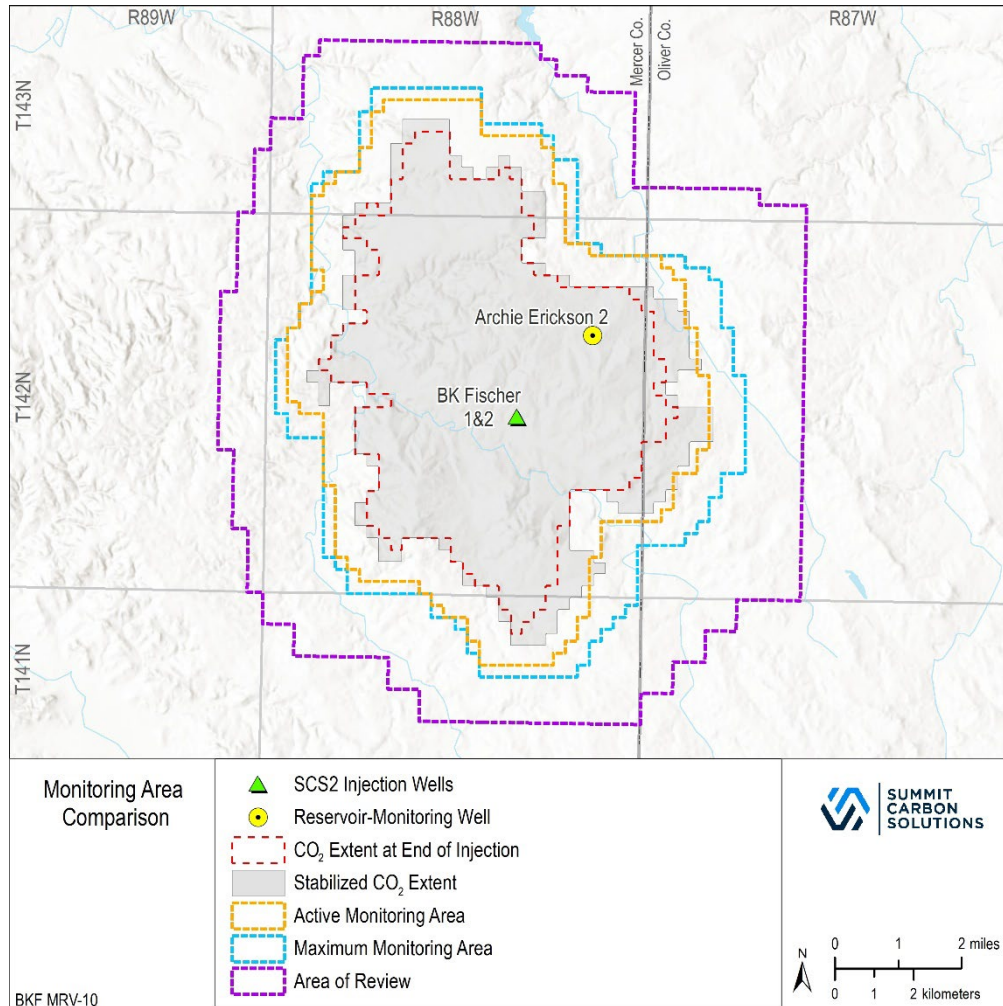 R89W
R88W
R87W
Mercer Co.
Oliver Co.
T143N
T142N
T141N
Archie Erickson 2
BK Fischer
1&2
Monitoring Area
Comparison
BKF MRV-10
SCS2 Injection Wells
Reservoir-Monitoring Well
CO₂ Extent at End of Injection
Stabilized CO₂ Extent
Active Monitoring Area
Maximum Monitoring Area
Area of Review
SUMMIT
CARBON
SOLUTIONS
N
0 1 2 miles
0 1 2 kilometers